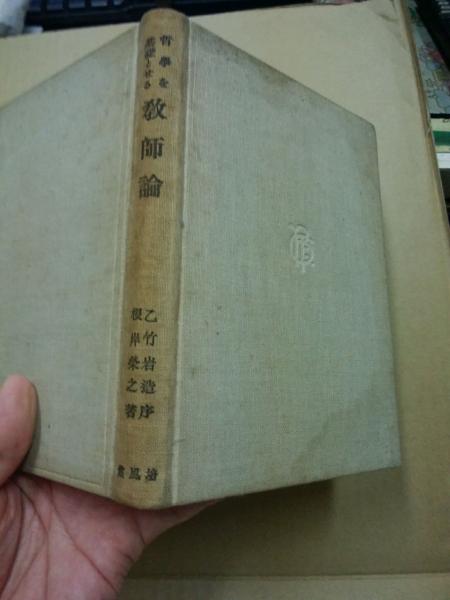 哲學を
基礎とせる
教師論
乙竹岩造序
根岸榮之著
培風館